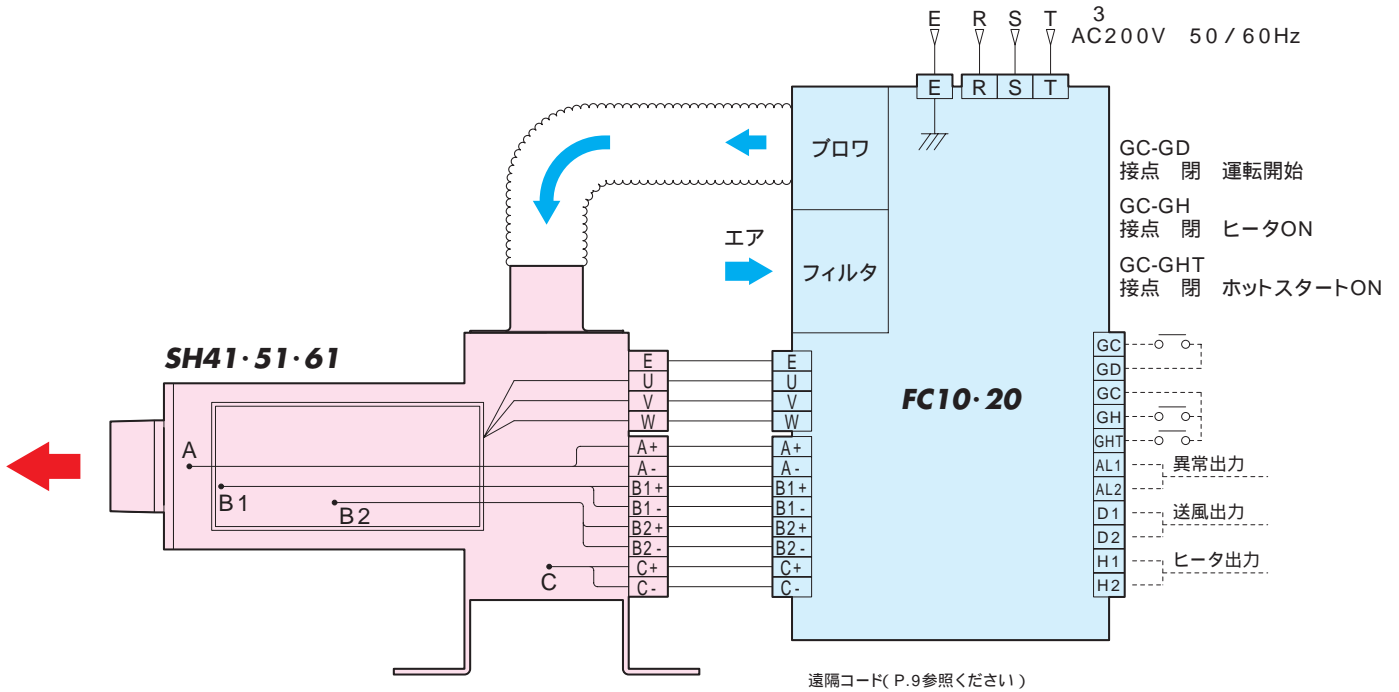 E R S T 3
AC200V 50/60Hz
E R S T
ブロワ
フィルタ
エア
GC-GD
接点 閉 運転開始
GC-GH
接点 閉 ヒータON
GC-GHT
接点 閉 ホットスタートON
SH41・51・61
FC10・20
A
B1
B2
C
E
U
V
W
A+
A-
B1+
B1-
B2+
B2-
C+
C-
E
U
V
W
A+
A-
B1+
B1-
B2+
B2-
C+
C-
GC
GD
GC
GH
GHT
AL1
AL2
D1
D2
H1
H2
異常出力
送風出力
ヒータ出力
遠隔コード(P.9参照ください)